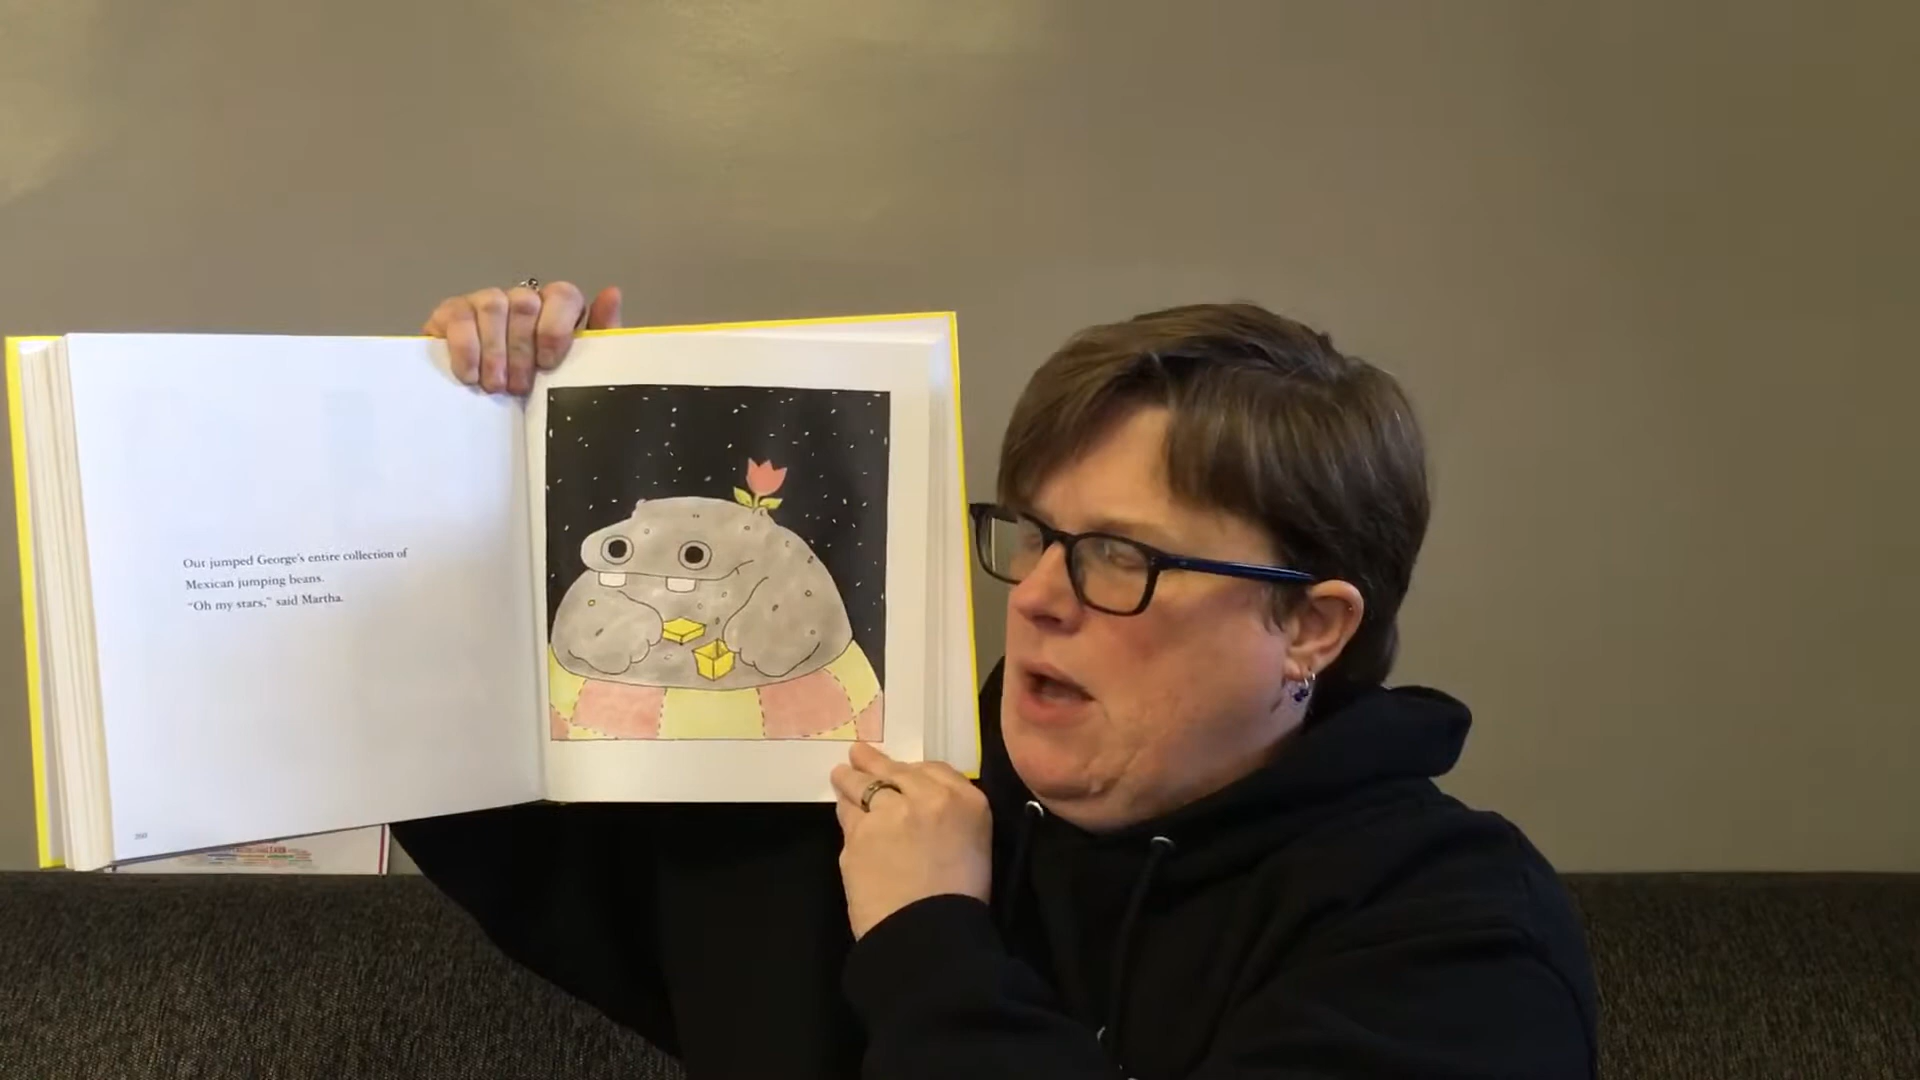 Out jumped George's entire collection of
Mexican jumping beans.
"Oh my stars," said Martha.